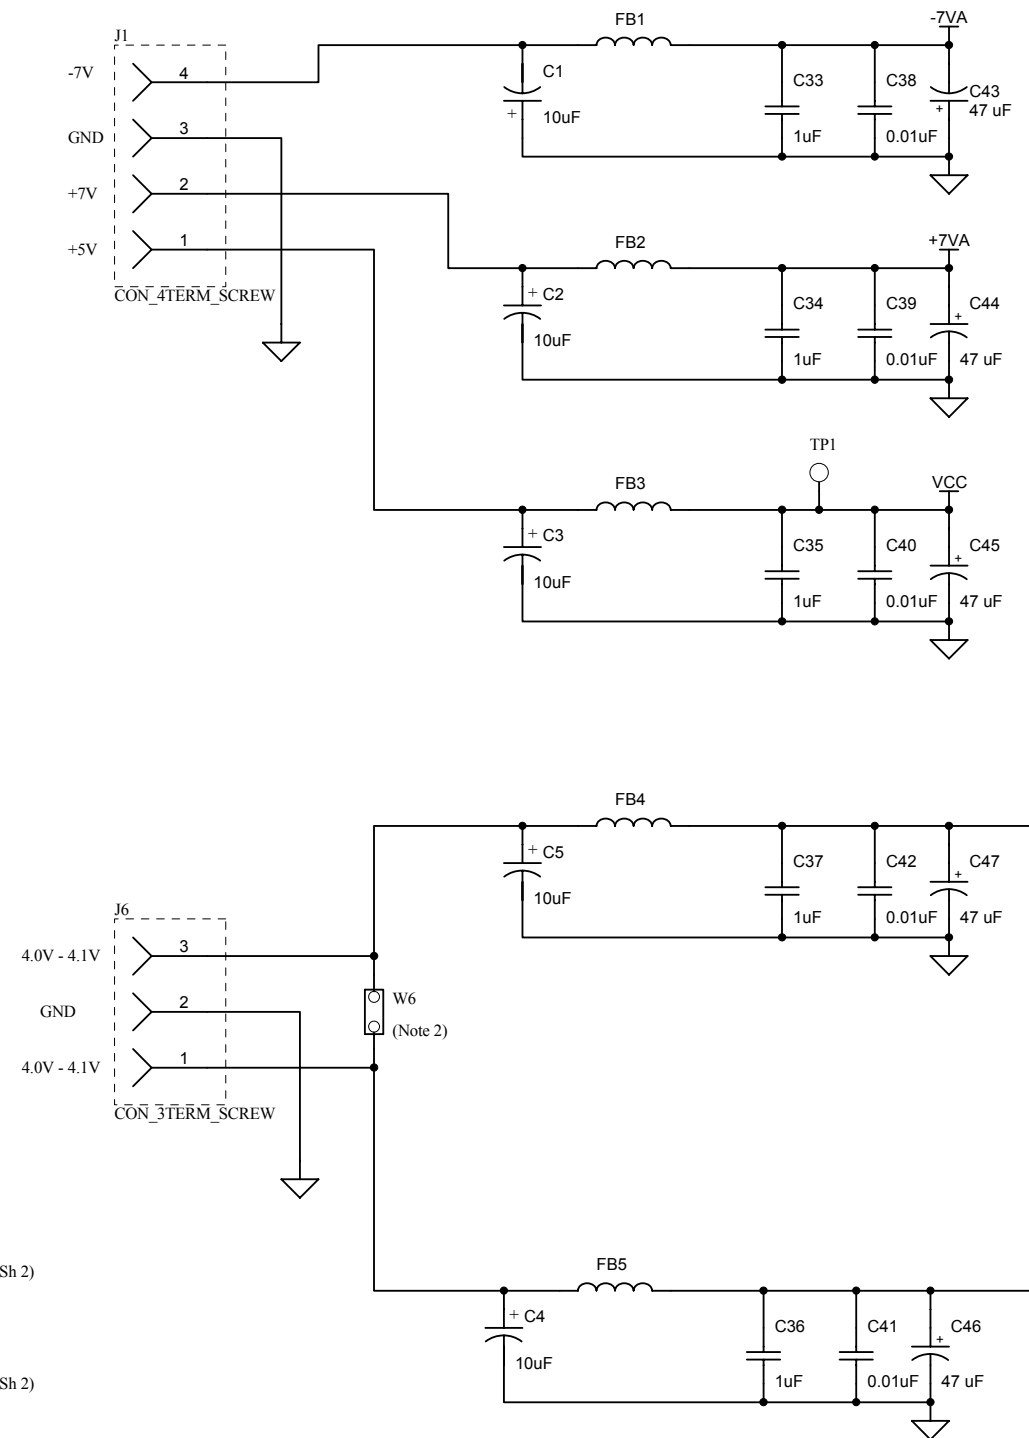 FB1
-7VA
J1
-7V
4
C1
C33
C38
C43
+
10uF
1uF
0.01uF
+
47 uF
GND
3
+7V
2
+5V
1
CON_4TERM_SCREW
FB2
+7VA
+ C2
C34
C39
+
C44
10uF
1uF
0.01uF
47 uF
TP1
FB3
VCC
+ C3
C35
C40
+
C45
10uF
1uF
0.01uF
47 uF
FB4
+ C5
C37
C42
+
C47
10uF
1uF
0.01uF
47 uF
J6
4.0V - 4.1V
3
GND
2
W6
(Note 2)
4.0V - 4.1V
1
CON_3TERM_SCREW
FB5
Sh 2)
+ C4
C36
C41
+
C46
10uF
1uF
0.01uF
47 uF
Sh 2)